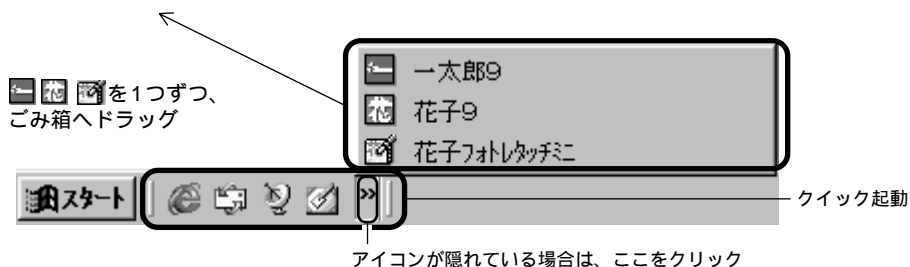 一太郎9
花子9
花子フォトレタッチミニ
を1つずつ、
ごみ箱へドラッグ
スタート
»
クイック起動
アイコンが隠れている場合は、ここをクリック